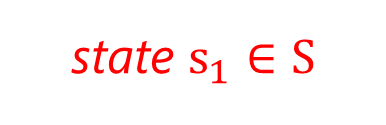 state s₁ ∈ S